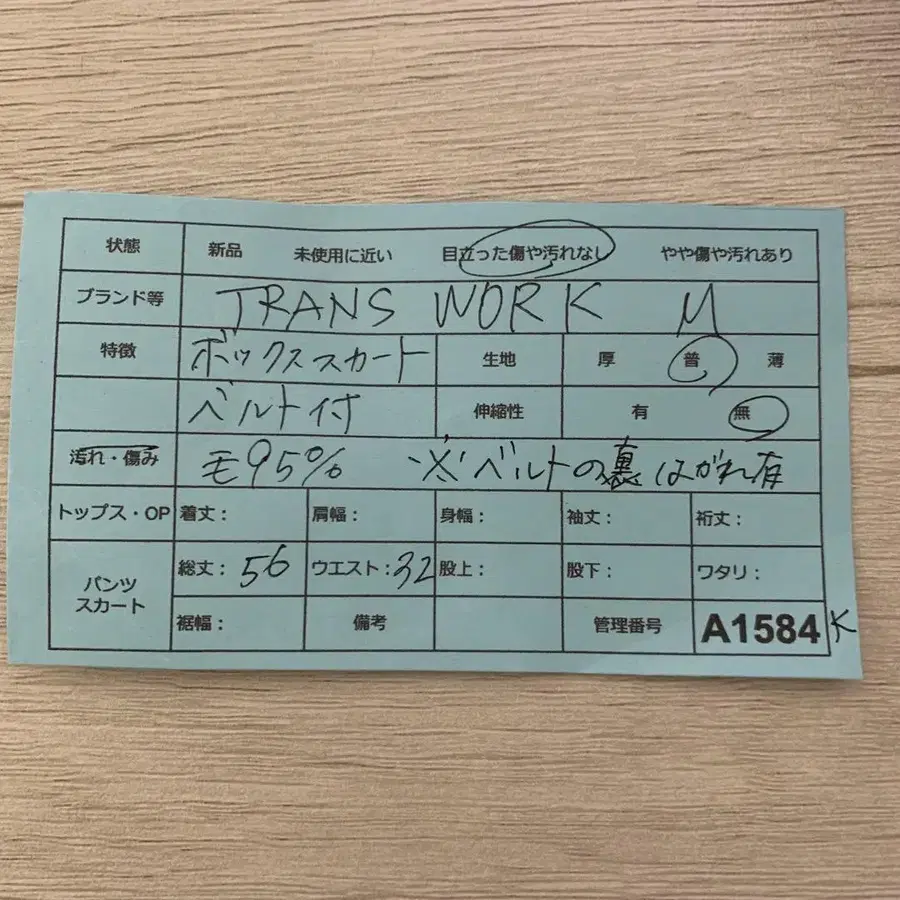 状態 新品 未使用に近い 目立った傷や汚れなし やや傷や汚れあり
ブランド等 TRANS WORK M
特徴 ボックススカート 生地 厚 普 薄
ベルト付 伸縮性 有 無
汚れ・傷み 毛95% ※ベルトの裏はがれ有
トップス・OP 着丈: 肩幅: 身幅: 袖丈: 裄丈:
パンツ スカート 総丈: 56 ウエスト: 32 股上: 股下: ワタリ:
裾幅: 備考 管理番号 A1584 K